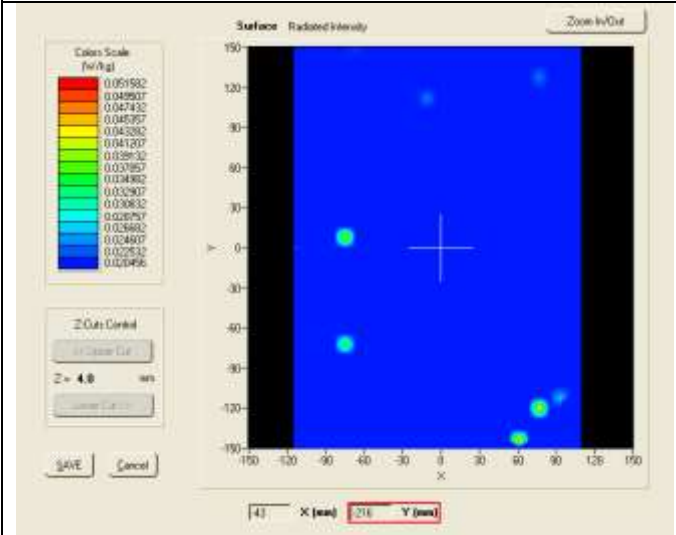 Surface Radiated Intensity
Zoom In/Out
Colors Scale
(W/kg)
0.051582
0.049507
0.047432
0.045357
0.043282
0.041207
0.039132
0.037057
0.034982
0.032907
0.030832
0.028757
0.026682
0.024607
0.022532
0.020456
150
120
90
60
30
0
-30
-60
-90
-120
-150
Y
-150 -120 -90 -60 -30 0 30 60 90 120 150
X
Z Cuts Control
Z = 4.0 mm
SAVE Cancel
-43 X (mm) -216 Y (mm)